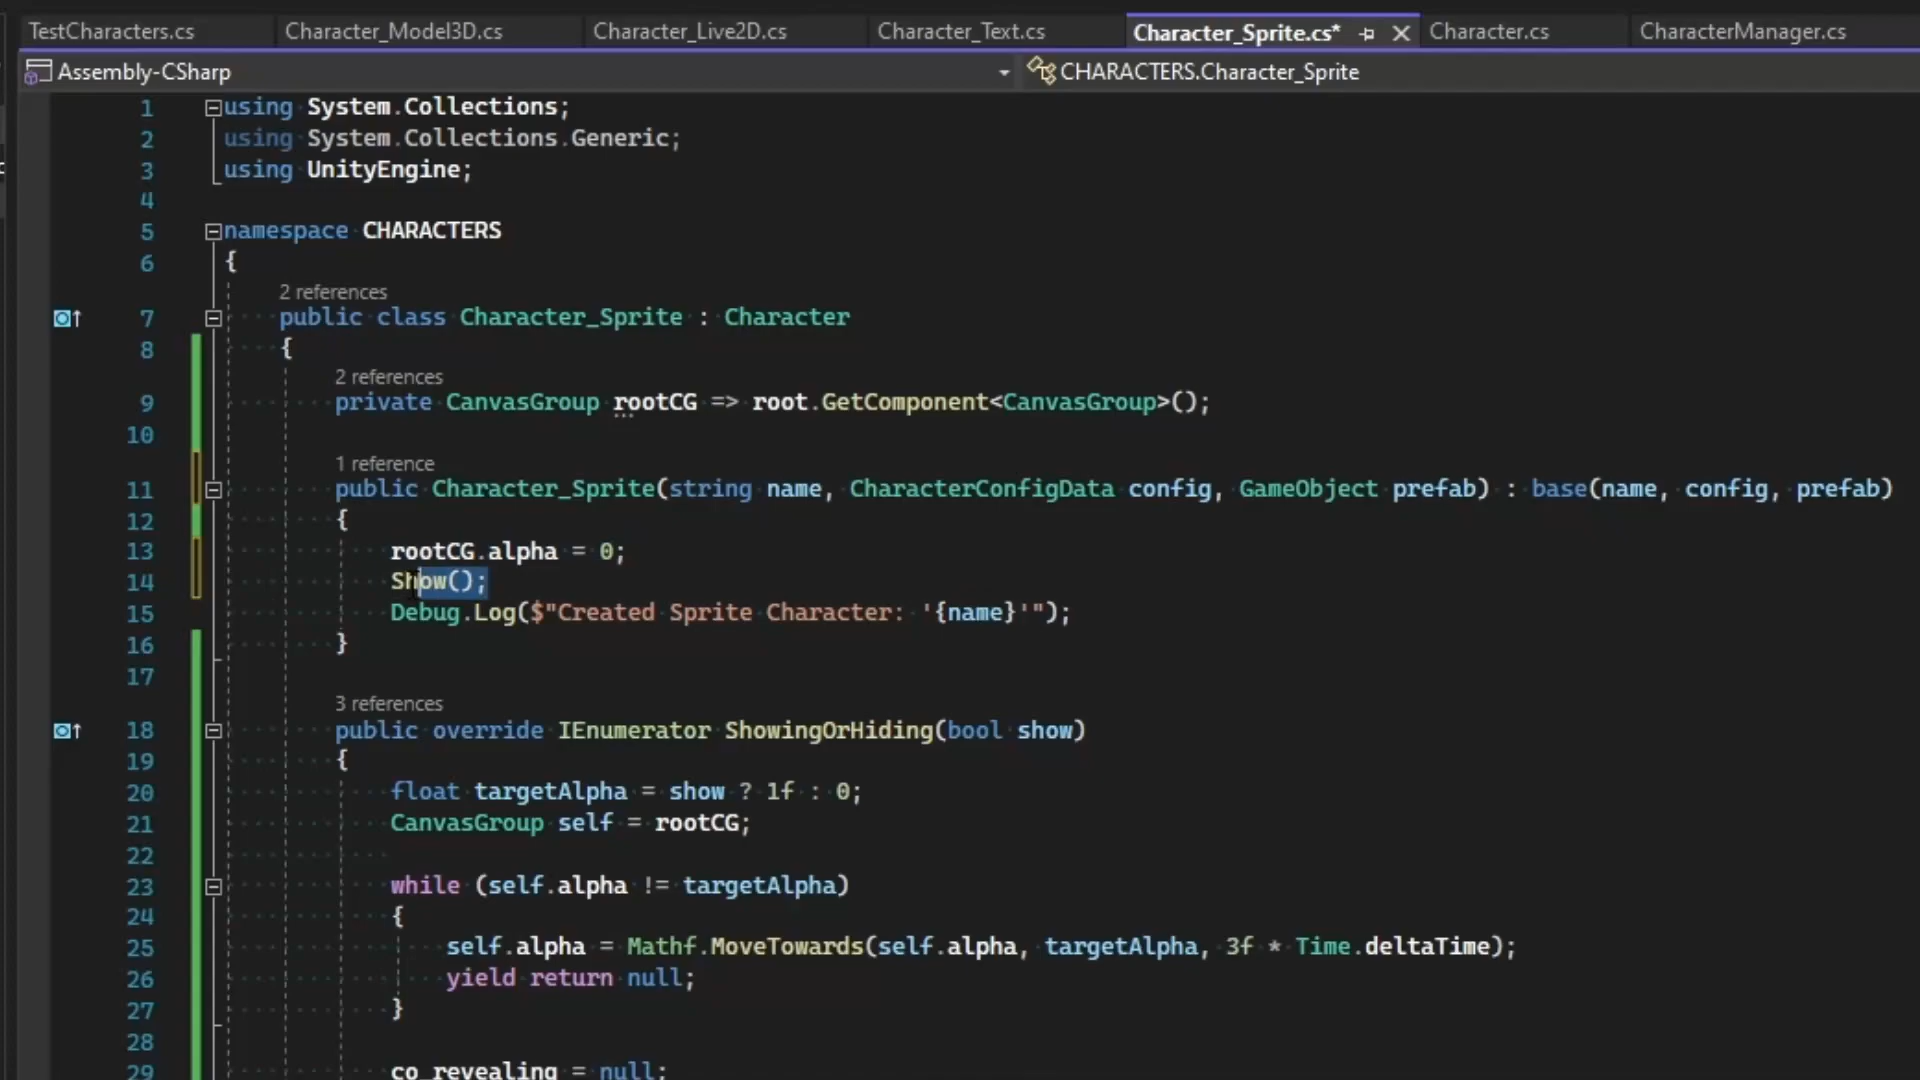 TestCharacters.cs Character_Model3D.cs Character_Live2D.cs Character_Text.cs Character_Sprite.cs* Character.cs CharacterManager.cs
Assembly-CSharp CHARACTERS.Character_Sprite
1 using System.Collections;
2 using System.Collections.Generic;
3 using UnityEngine;
4
5 namespace CHARACTERS
6 {
2 references
7 public class Character_Sprite : Character
8 {
2 references
9 private CanvasGroup rootCG => root.GetComponent<CanvasGroup>();
10
1 reference
11 public Character_Sprite(string name, CharacterConfigData config, GameObject prefab) : base(name, config, prefab)
12 {
13 rootCG.alpha = 0;
14 Show();
15 Debug.Log($"Created Sprite Character: '{name}'");
16 }
17
3 references
18 public override IEnumerator ShowingOrHiding(bool show)
19 {
20 float targetAlpha = show ? 1f : 0;
21 CanvasGroup self = rootCG;
22
23 while (self.alpha != targetAlpha)
24 {
25 self.alpha = Mathf.MoveTowards(self.alpha, targetAlpha, 3f * Time.deltaTime);
26 yield return null;
27 }
28
29 co_revealing = null;